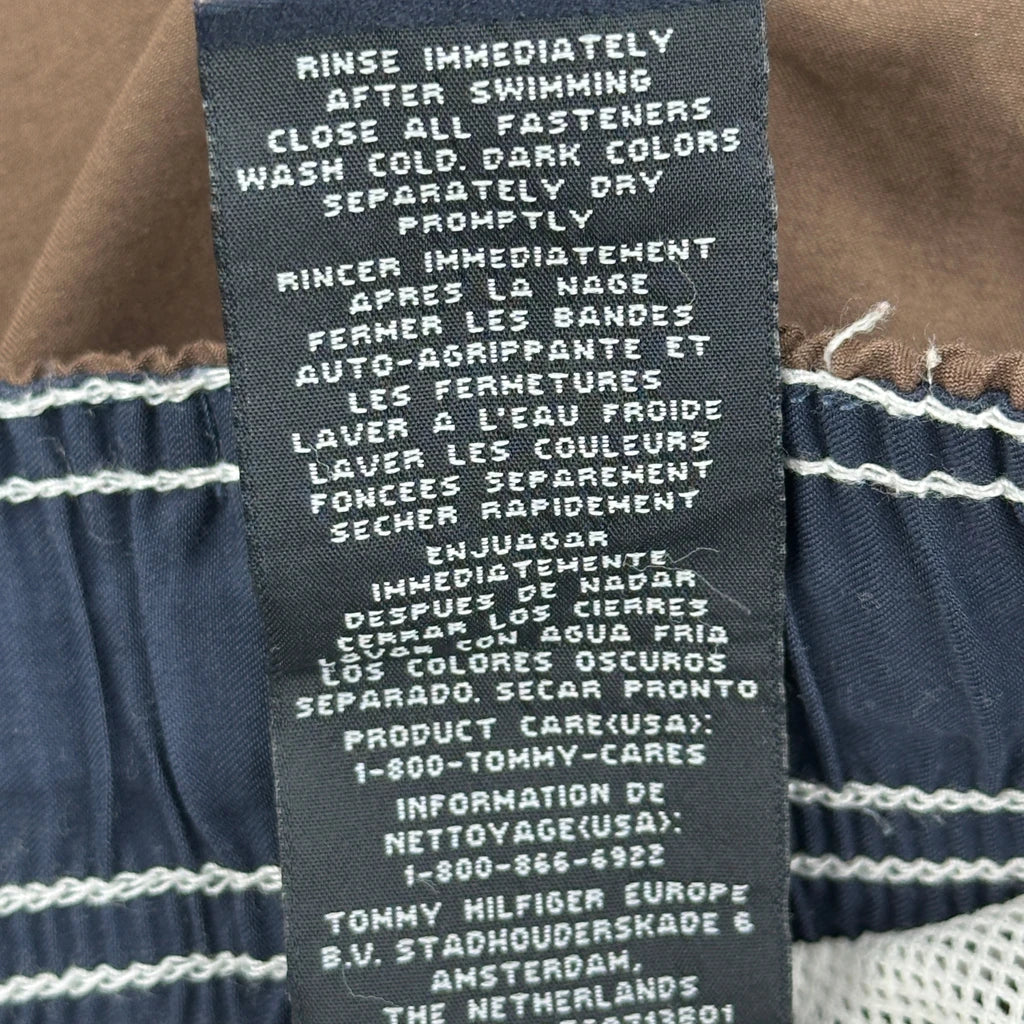 RINSE IMMEDIATELY
AFTER SWIMMING
CLOSE ALL FASTENERS
WASH COLD. DARK COLORS
SEPARATELY DRY
PROMPTLY
RINCER IMMEDIATEMENT
APRES LA NAGE
FERMER LES BANDES
AUTO-AGRIPPANTE ET
LES FERMETURES
LAVER A L'EAU FROIDE
LAVER LES COULEURS
FONCEES SEPAREMENT
SECHER RAPIDEMENT
ENJUAGAR
IMMEDIATEMENTE
DESPUES DE NADAR
CERRAR LOS CIERRES
LAVAR CON AGUA FRIA
LOS COLORES OSCUROS
SEPARADO. SECAR PRONTO
PRODUCT CARE(USA):
1-800-TOMMY-CARES
INFORMATION DE
NETTOYAGE(USA):
1-800-866-6922
TOMMY HILFIGER EUROPE
B.V. STADHOUDERSKADE 6
AMSTERDAM,
THE NETHERLANDS